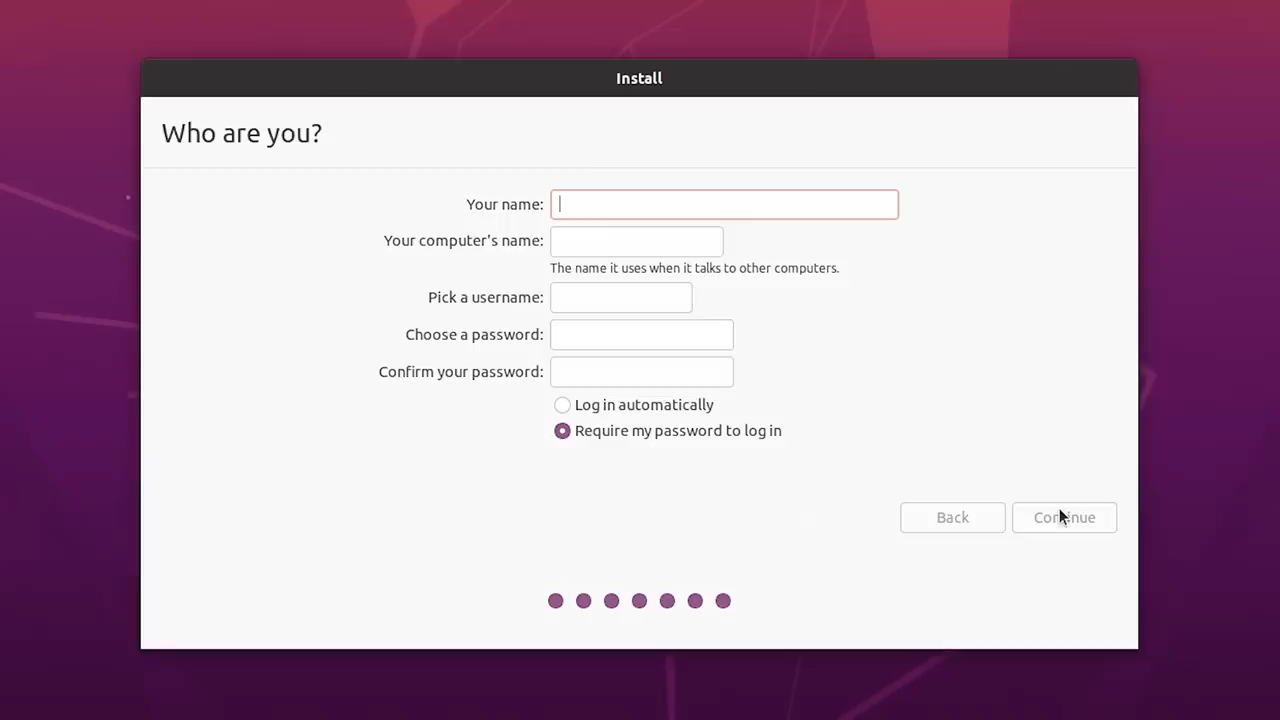 Install
Who are you?
Your name:
Your computer's name:
The name it uses when it talks to other computers.
Pick a username:
Choose a password:
Confirm your password:
Log in automatically
Require my password to log in
Back Continue